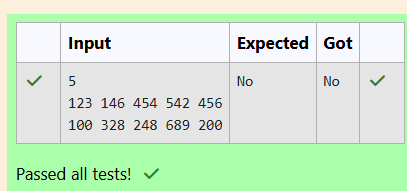 Input Expected Got
5 No No
123 146 454 542 456
100 328 248 689 200
Passed all tests!